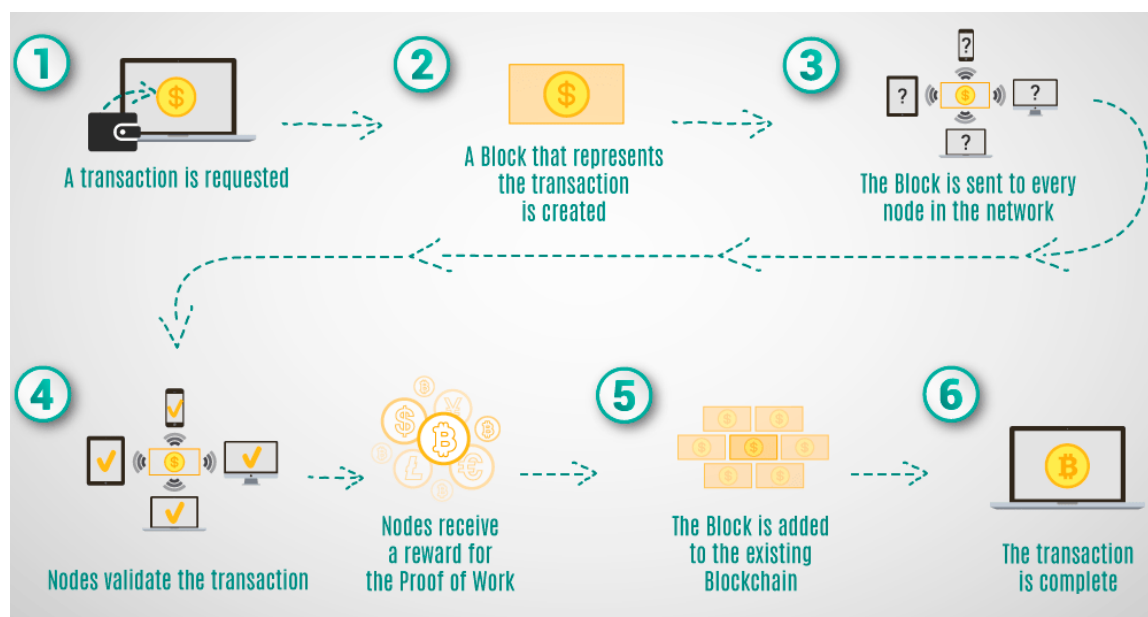 1
A transaction is requested
2
A Block that represents
the transaction
is created
3
The Block is sent to every
node in the network
4
Nodes validate the transaction
Nodes receive
a reward for
the Proof of Work
5
The Block is added
to the existing
Blockchain
6
The transaction
is complete